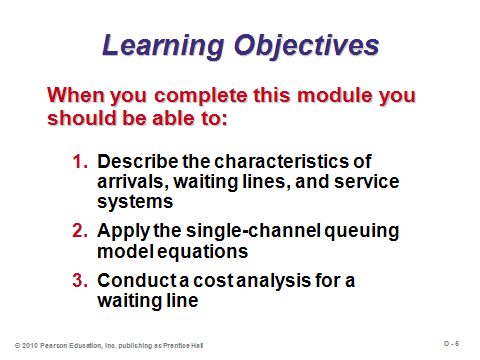 Learning Objectives
When you complete this module you
should be able to:
1. Describe the characteristics of
arrivals, waiting lines, and service
systems
2. Apply the single-channel queuing
model equations
3. Conduct a cost analysis for a
waiting line
© 2010 Pearson Education, Inc. publishing as Prentice Hall
D - 5